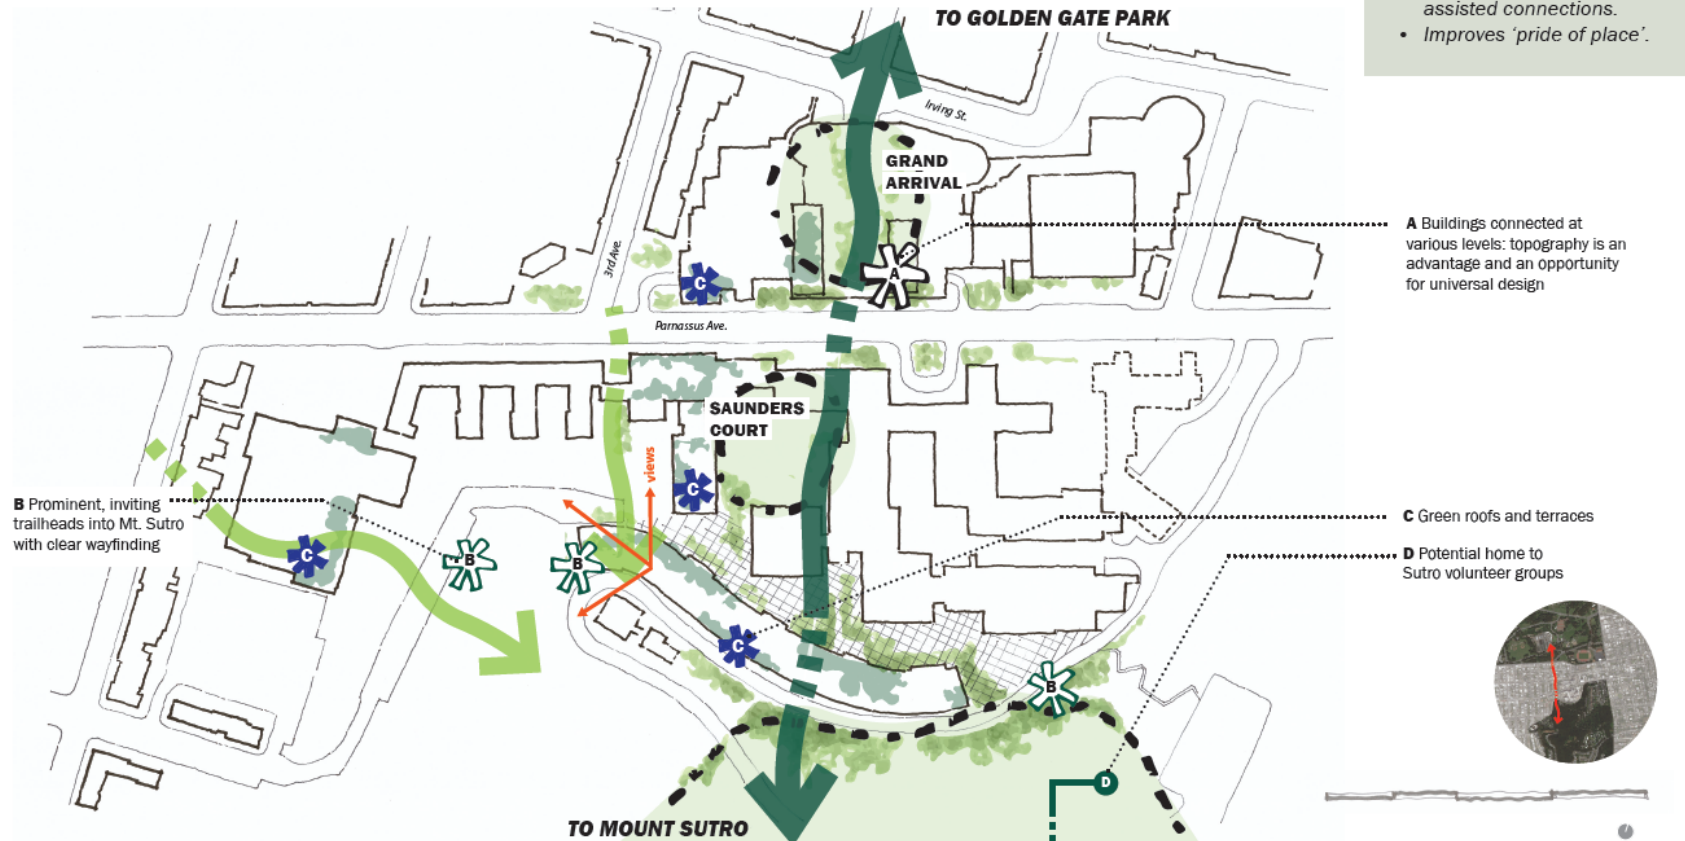 TO GOLDEN GATE PARK
assisted connections.
• Improves ‘pride of place’.
Irving St.
GRAND
ARRIVAL
3rd Ave.
A
C
A Buildings connected at
various levels: topography is an
advantage and an opportunity
for universal design
Parnassus Ave.
SAUNDERS
COURT
views
C
B Prominent, inviting
trailheads into Mt. Sutro
with clear wayfinding
C
B
B
C Green roofs and terraces
D Potential home to
Sutro volunteer groups
C
B
D
TO MOUNT SUTRO